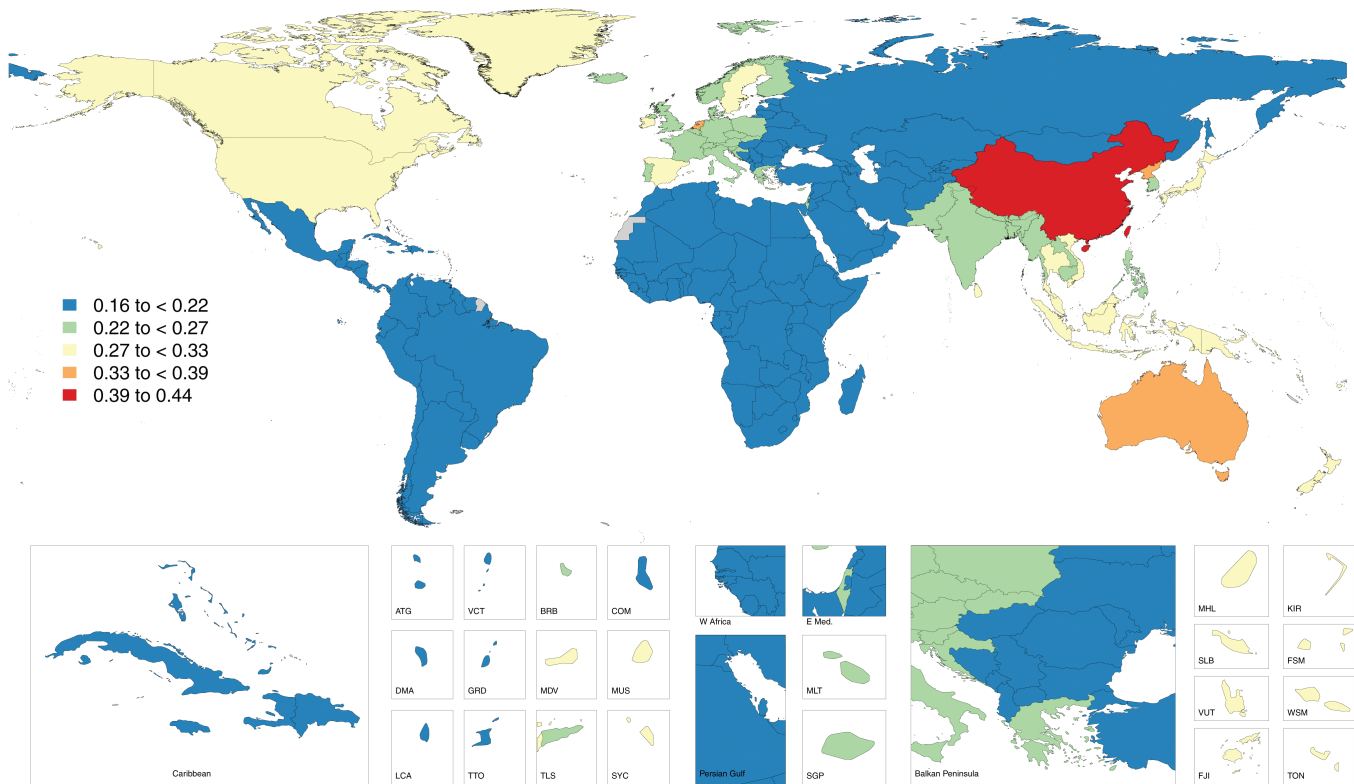 0.16 to < 0.22
0.22 to < 0.27
0.27 to < 0.33
0.33 to < 0.39
0.39 to 0.44
ATG
VCT
BRB
COM
W Africa
E Med.
MHL
KIR
DMA
GRD
MDV
MUS
MLT
SLB
FSM
VUT
WSM
Caribbean
LCA
TTO
TLS
SYC
Persian Gulf
SGP
Balkan Peninsula
FJI
TON